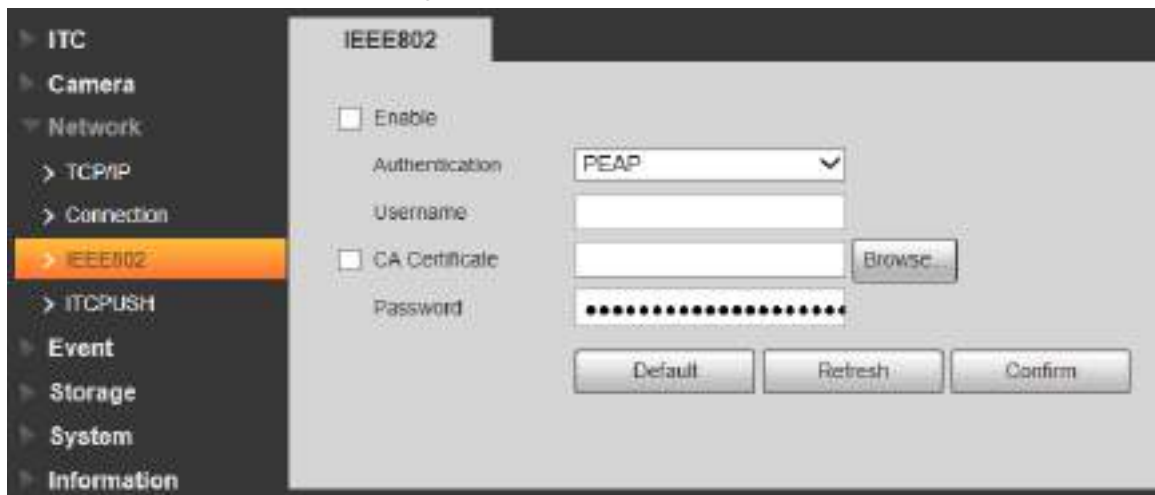 ITC
Camera
Network
TCP/IP
Connection
IEEE802
ITCPUSH
Event
Storage
System
Information
IEEE802
Enable
Authentication
PEAP
Username
CA Certificate
Browse...
Password
Default
Refresh
Confirm